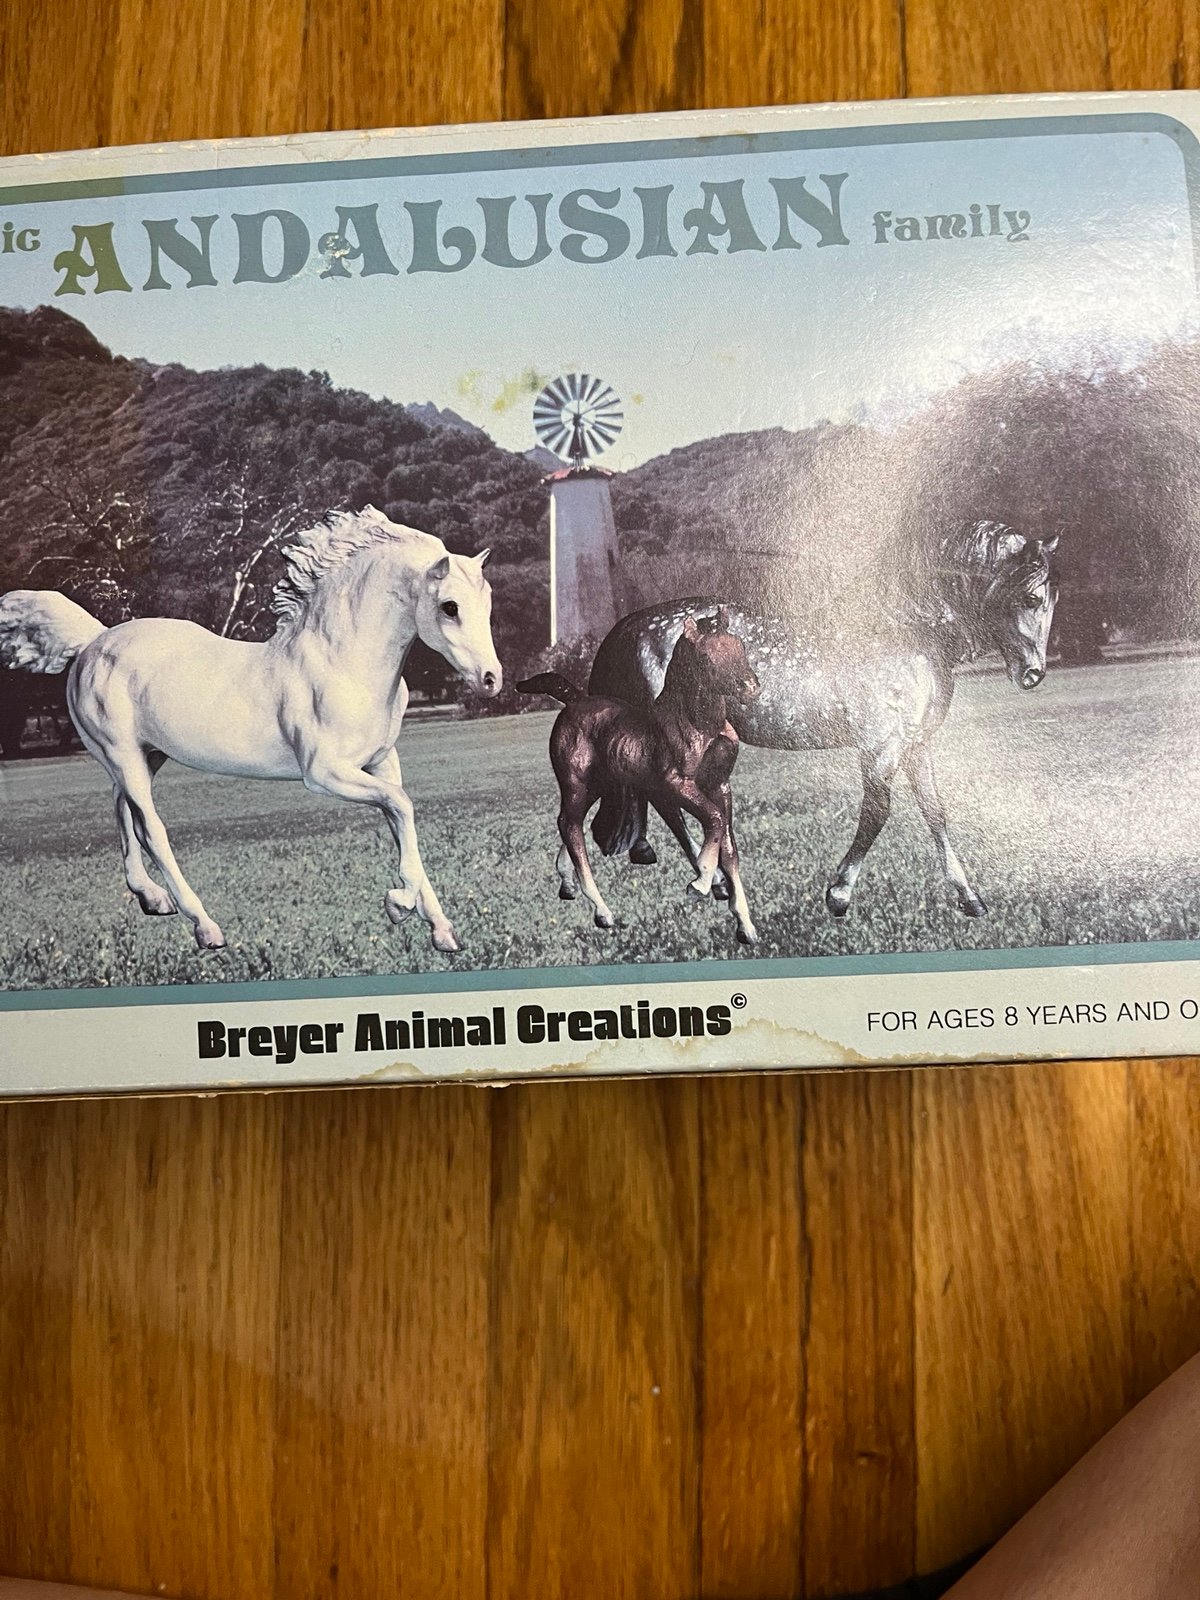 ic ANDALUSIAN family
Breyer Animal Creations©
FOR AGES 8 YEARS AND O